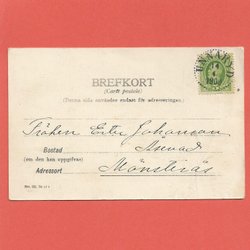 BREFKORT
(Carte postale)
(Denna sida användes endast för adresseringen.)
Fröken Ester Johansson
Bostad
(om den kan uppgifvas)
Adressort
Mönsterås